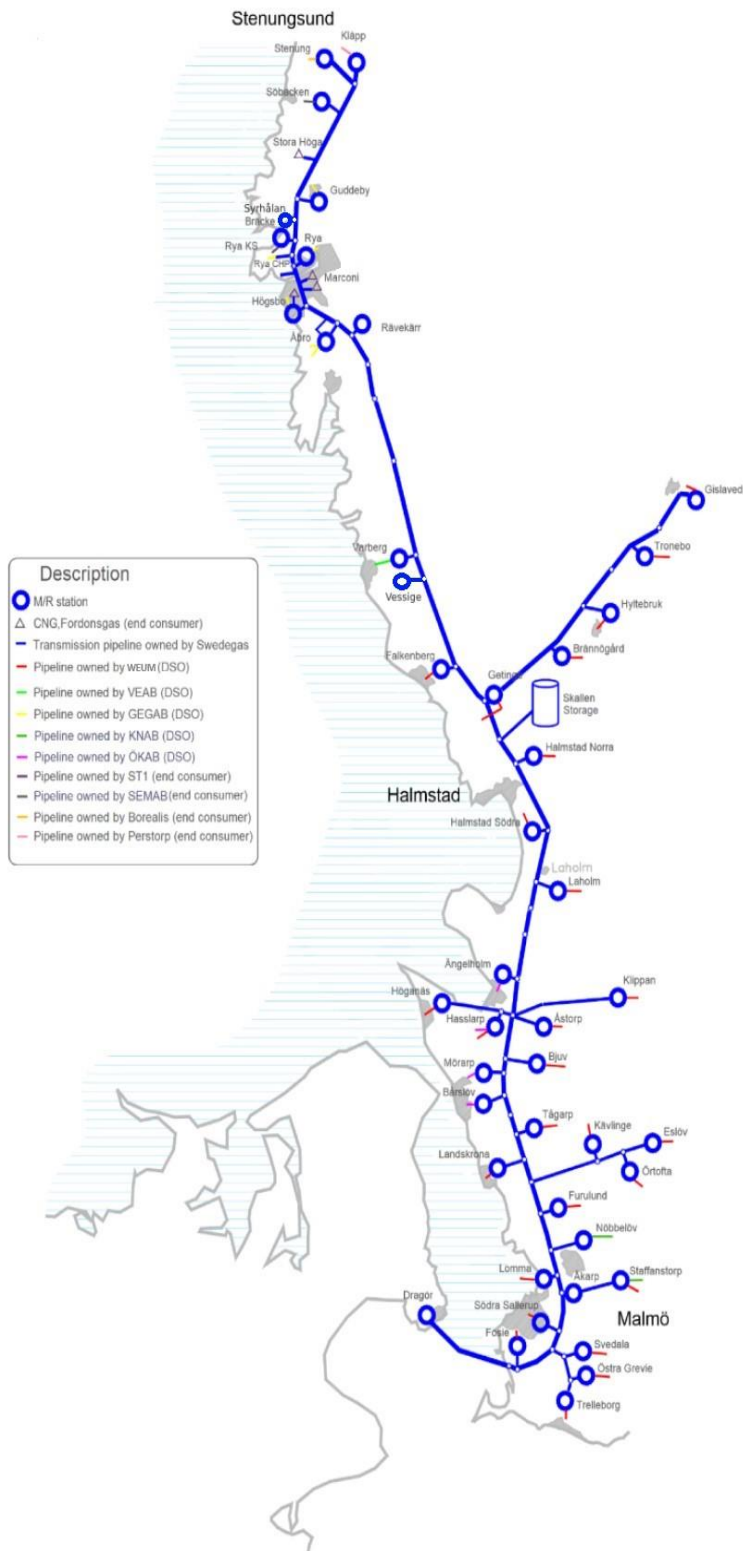 Stenungsund
Kläpp
Stenung
Söbacken
Stora Höga
Guddeby
Syrhålan
Bräcke
Rya
Rya KS
Rya CHP
Marconi
Högsbo
Åbro
Rävekärr
Gislaved
Tronebo
Varberg
Vessige
Hyltebruk
Brännögård
Falkenberg
Getinge
Skallen
Storage
Halmstad Norra
Halmstad
Halmstad Södra
Laholm
Laholm
Ängelholm
Klippan
Höganäs
Hasslarp
Åstorp
Mörarp
Bjuv
Bårslöv
Tågarp
Kävlinge
Eslöv
Landskrona
Örtofta
Furulund
Nöbbelöv
Lomma
Åkarp
Staffanstorp
Dragör
Södra Sallerup
Malmö
Fosie
Svedala
Östra Grevie
Trelleborg
Description
M/R station
CNG,Fordonsgas (end consumer)
Transmission pipeline owned by Swedegas
Pipeline owned by WEUM (DSO)
Pipeline owned by VEAB (DSO)
Pipeline owned by GEGAB (DSO)
Pipeline owned by KNAB (DSO)
Pipeline owned by ÖKAB (DSO)
Pipeline owned by ST1 (end consumer)
Pipeline owned by SEMAB(end consumer)
Pipeline owned by Borealis (end consumer)
Pipeline owned by Perstorp (end consumer)